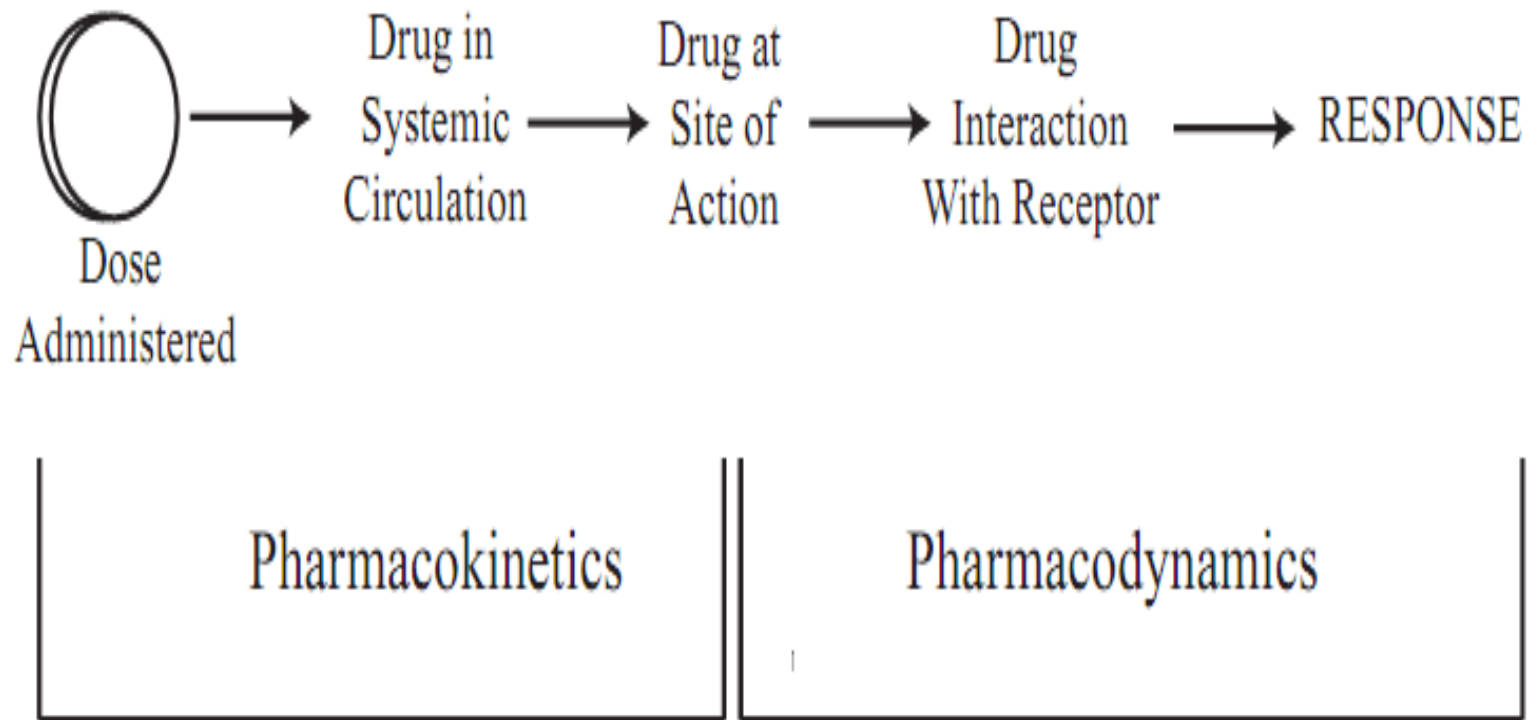 Dose
Administered
Drug in
Systemic
Circulation
Drug at
Site of
Action
Drug
Interaction
With Receptor
RESPONSE
Pharmacokinetics
Pharmacodynamics